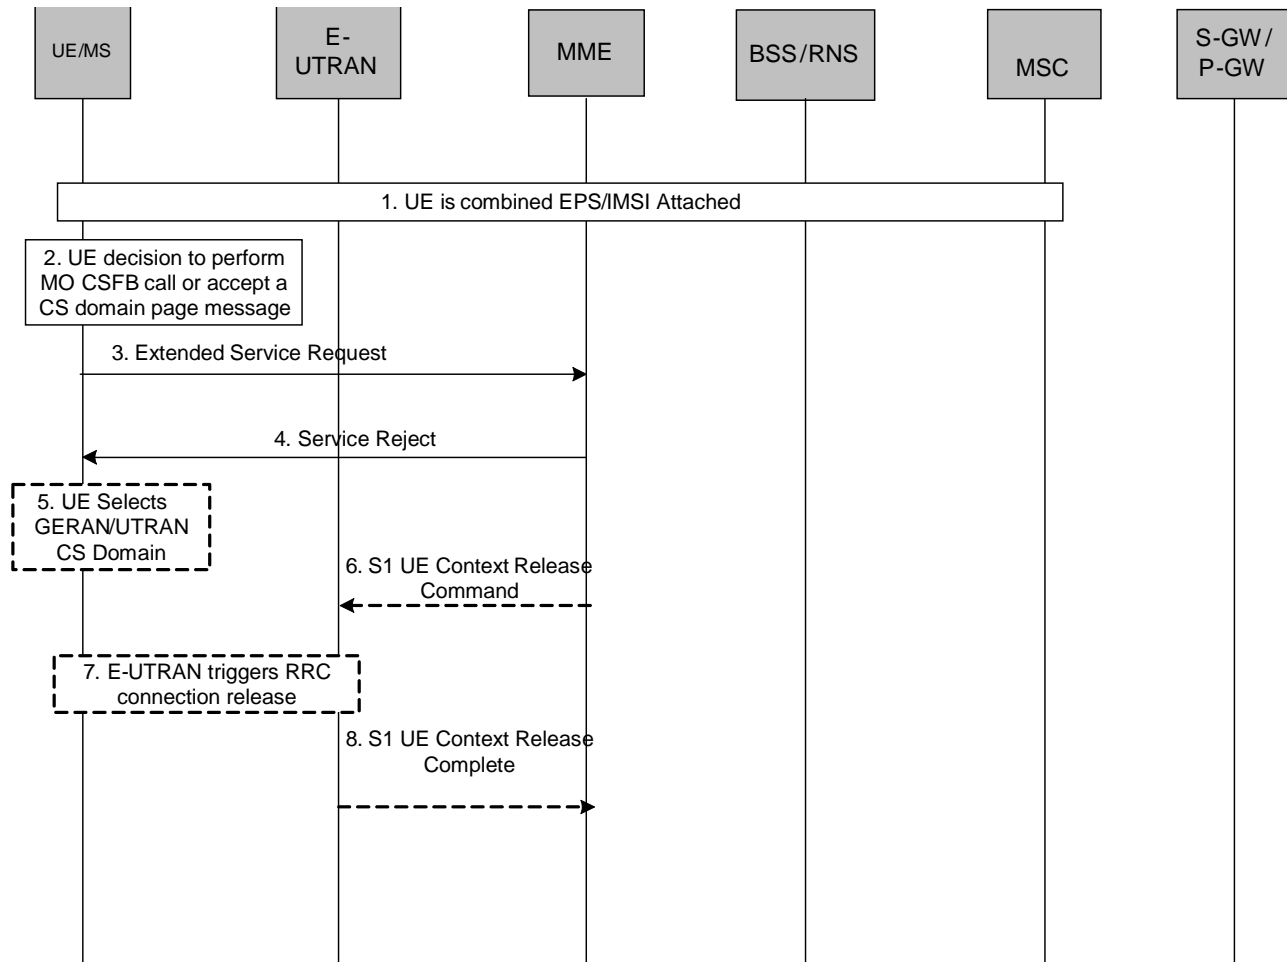 UE/MS
E-
UTRAN
MME
BSS/RNS
MSC
S-GW/
P-GW
1. UE is combined EPS/IMSI Attached
2. UE decision to perform
MO CSFB call or accept a
CS domain page message
3. Extended Service Request
4. Service Reject
5. UE Selects
GERAN/UTRAN
CS Domain
6. S1 UE Context Release
Command
7. E-UTRAN triggers RRC
connection release
8. S1 UE Context Release
Complete